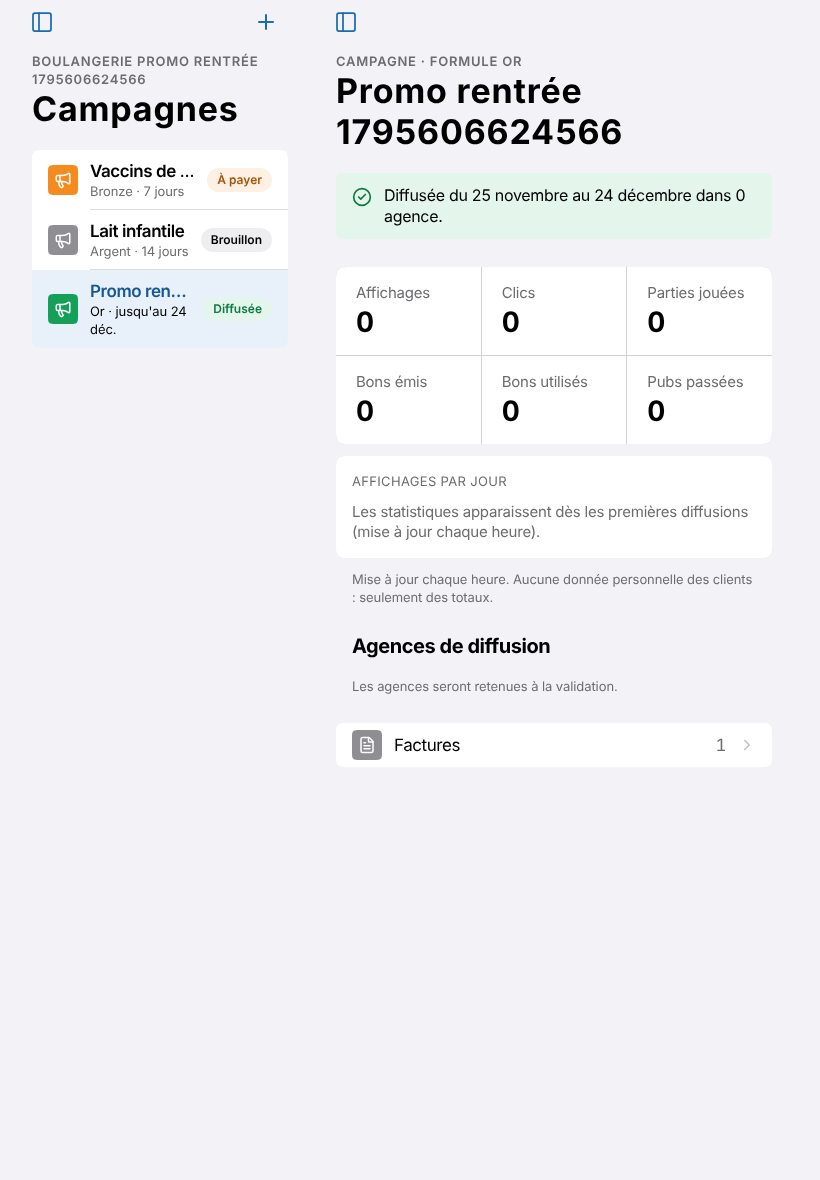 BOULANGERIE PROMO RENTRÉE
1795606624566
Campagnes
Vaccins de ...
Bronze · 7 jours
À payer
Lait infantile
Argent · 14 jours
Brouillon
Promo ren...
Or · jusqu'au 24
déc.
Diffusée
CAMPAGNE · FORMULE OR
Promo rentrée
1795606624566
Diffusée du 25 novembre au 24 décembre dans 0
agence.
Affichages
0
Clics
0
Parties jouées
0
Bons émis
0
Bons utilisés
0
Pubs passées
0
AFFICHAGES PAR JOUR
Les statistiques apparaissent dès les premières diffusions
(mise à jour chaque heure).
Mise à jour chaque heure. Aucune donnée personnelle des clients
: seulement des totaux.
Agences de diffusion
Les agences seront retenues à la validation.
Factures
1